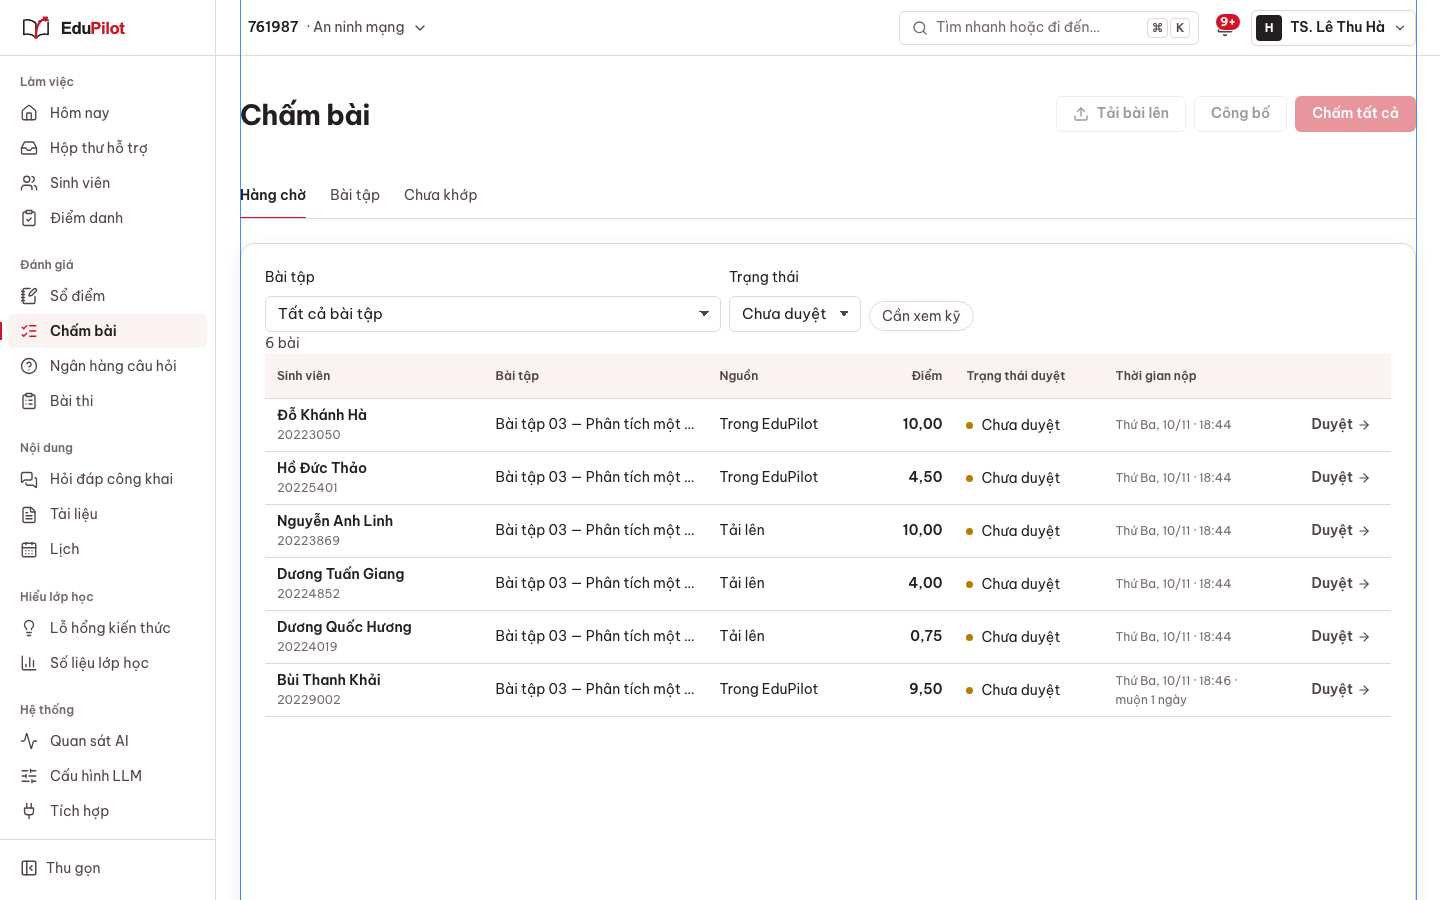 EduPilot
761987 · An ninh mạng
Tìm nhanh hoặc đi đến...
⌘ K
9+
H TS. Lê Thu Hà
Làm việc
Hôm nay
Hộp thư hỗ trợ
Sinh viên
Điểm danh
Đánh giá
Sổ điểm
Chấm bài
Ngân hàng câu hỏi
Bài thi
Nội dung
Hỏi đáp công khai
Tài liệu
Lịch
Hiểu lớp học
Lỗ hổng kiến thức
Số liệu lớp học
Hệ thống
Quan sát AI
Cấu hình LLM
Tích hợp
Thu gọn
Chấm bài
Tải bài lên Công bố Chấm tất cả
Hàng chờ Bài tập Chưa khớp
Bài tập Trạng thái
Tất cả bài tập Chưa duyệt Cần xem kỹ
6 bài
Sinh viên Bài tập Nguồn Điểm Trạng thái duyệt Thời gian nộp
Đỗ Khánh Hà
20223050
Bài tập 03 — Phân tích một ... Trong EduPilot 10,00 Chưa duyệt Thứ Ba, 10/11 · 18:44 Duyệt →
Hồ Đức Thảo
20225401
Bài tập 03 — Phân tích một ... Trong EduPilot 4,50 Chưa duyệt Thứ Ba, 10/11 · 18:44 Duyệt →
Nguyễn Anh Linh
20223869
Bài tập 03 — Phân tích một ... Tải lên 10,00 Chưa duyệt Thứ Ba, 10/11 · 18:44 Duyệt →
Dương Tuấn Giang
20224852
Bài tập 03 — Phân tích một ... Tải lên 4,00 Chưa duyệt Thứ Ba, 10/11 · 18:44 Duyệt →
Dương Quốc Hương
20224019
Bài tập 03 — Phân tích một ... Tải lên 0,75 Chưa duyệt Thứ Ba, 10/11 · 18:44 Duyệt →
Bùi Thanh Khải
20229002
Bài tập 03 — Phân tích một ... Trong EduPilot 9,50 Chưa duyệt Thứ Ba, 10/11 · 18:46 ·
muộn 1 ngày
Duyệt →